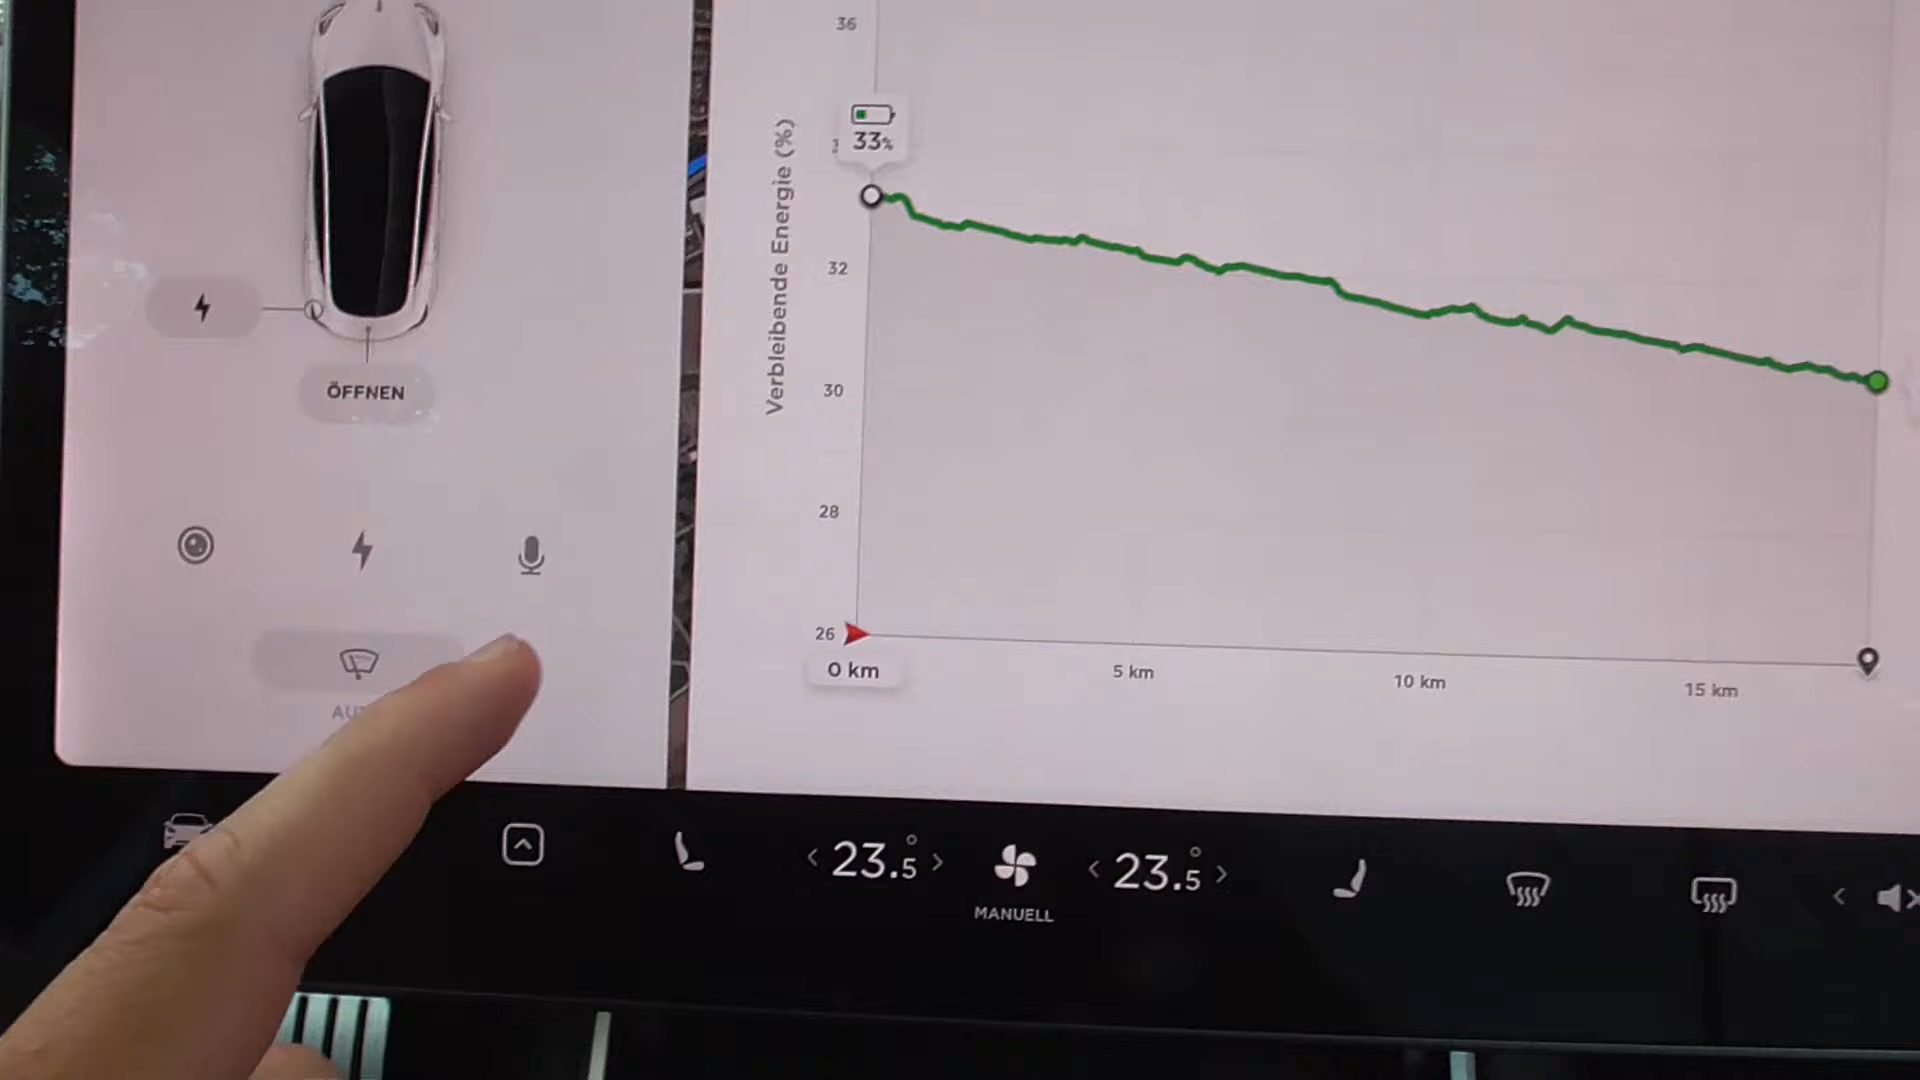 36
33%
Verbleibende Energie (%)
32
30
28
26
0 km
5 km
10 km
15 km
ÖFFNEN
23.5°
MANUELL
23.5°